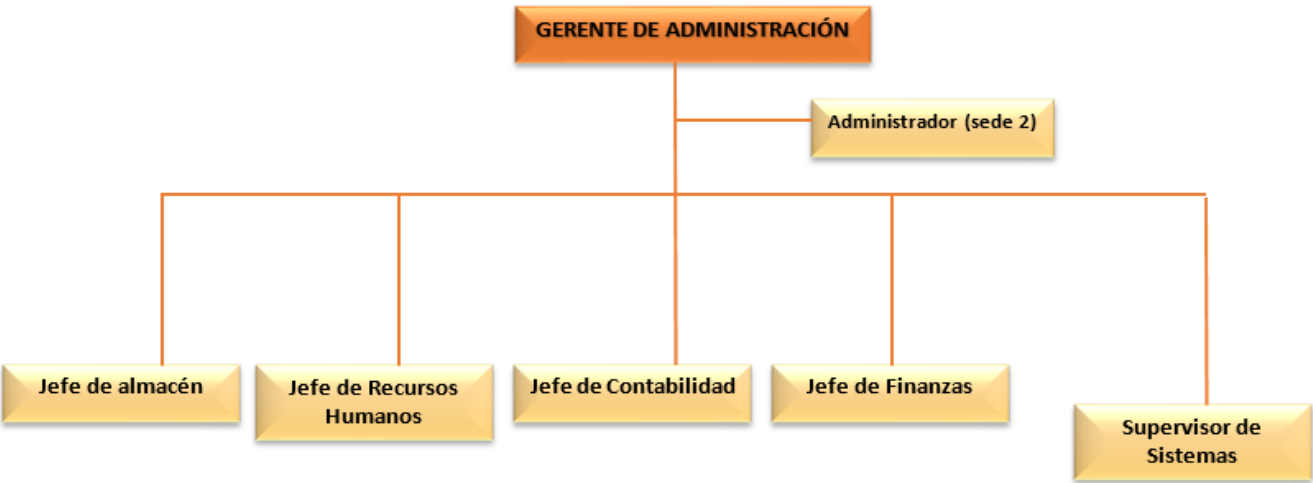 GERENTE DE ADMINISTRACIÓN
Administrador (sede 2)
Jefe de almacén
Jefe de Recursos
Humanos
Jefe de Contabilidad
Jefe de Finanzas
Supervisor de
Sistemas